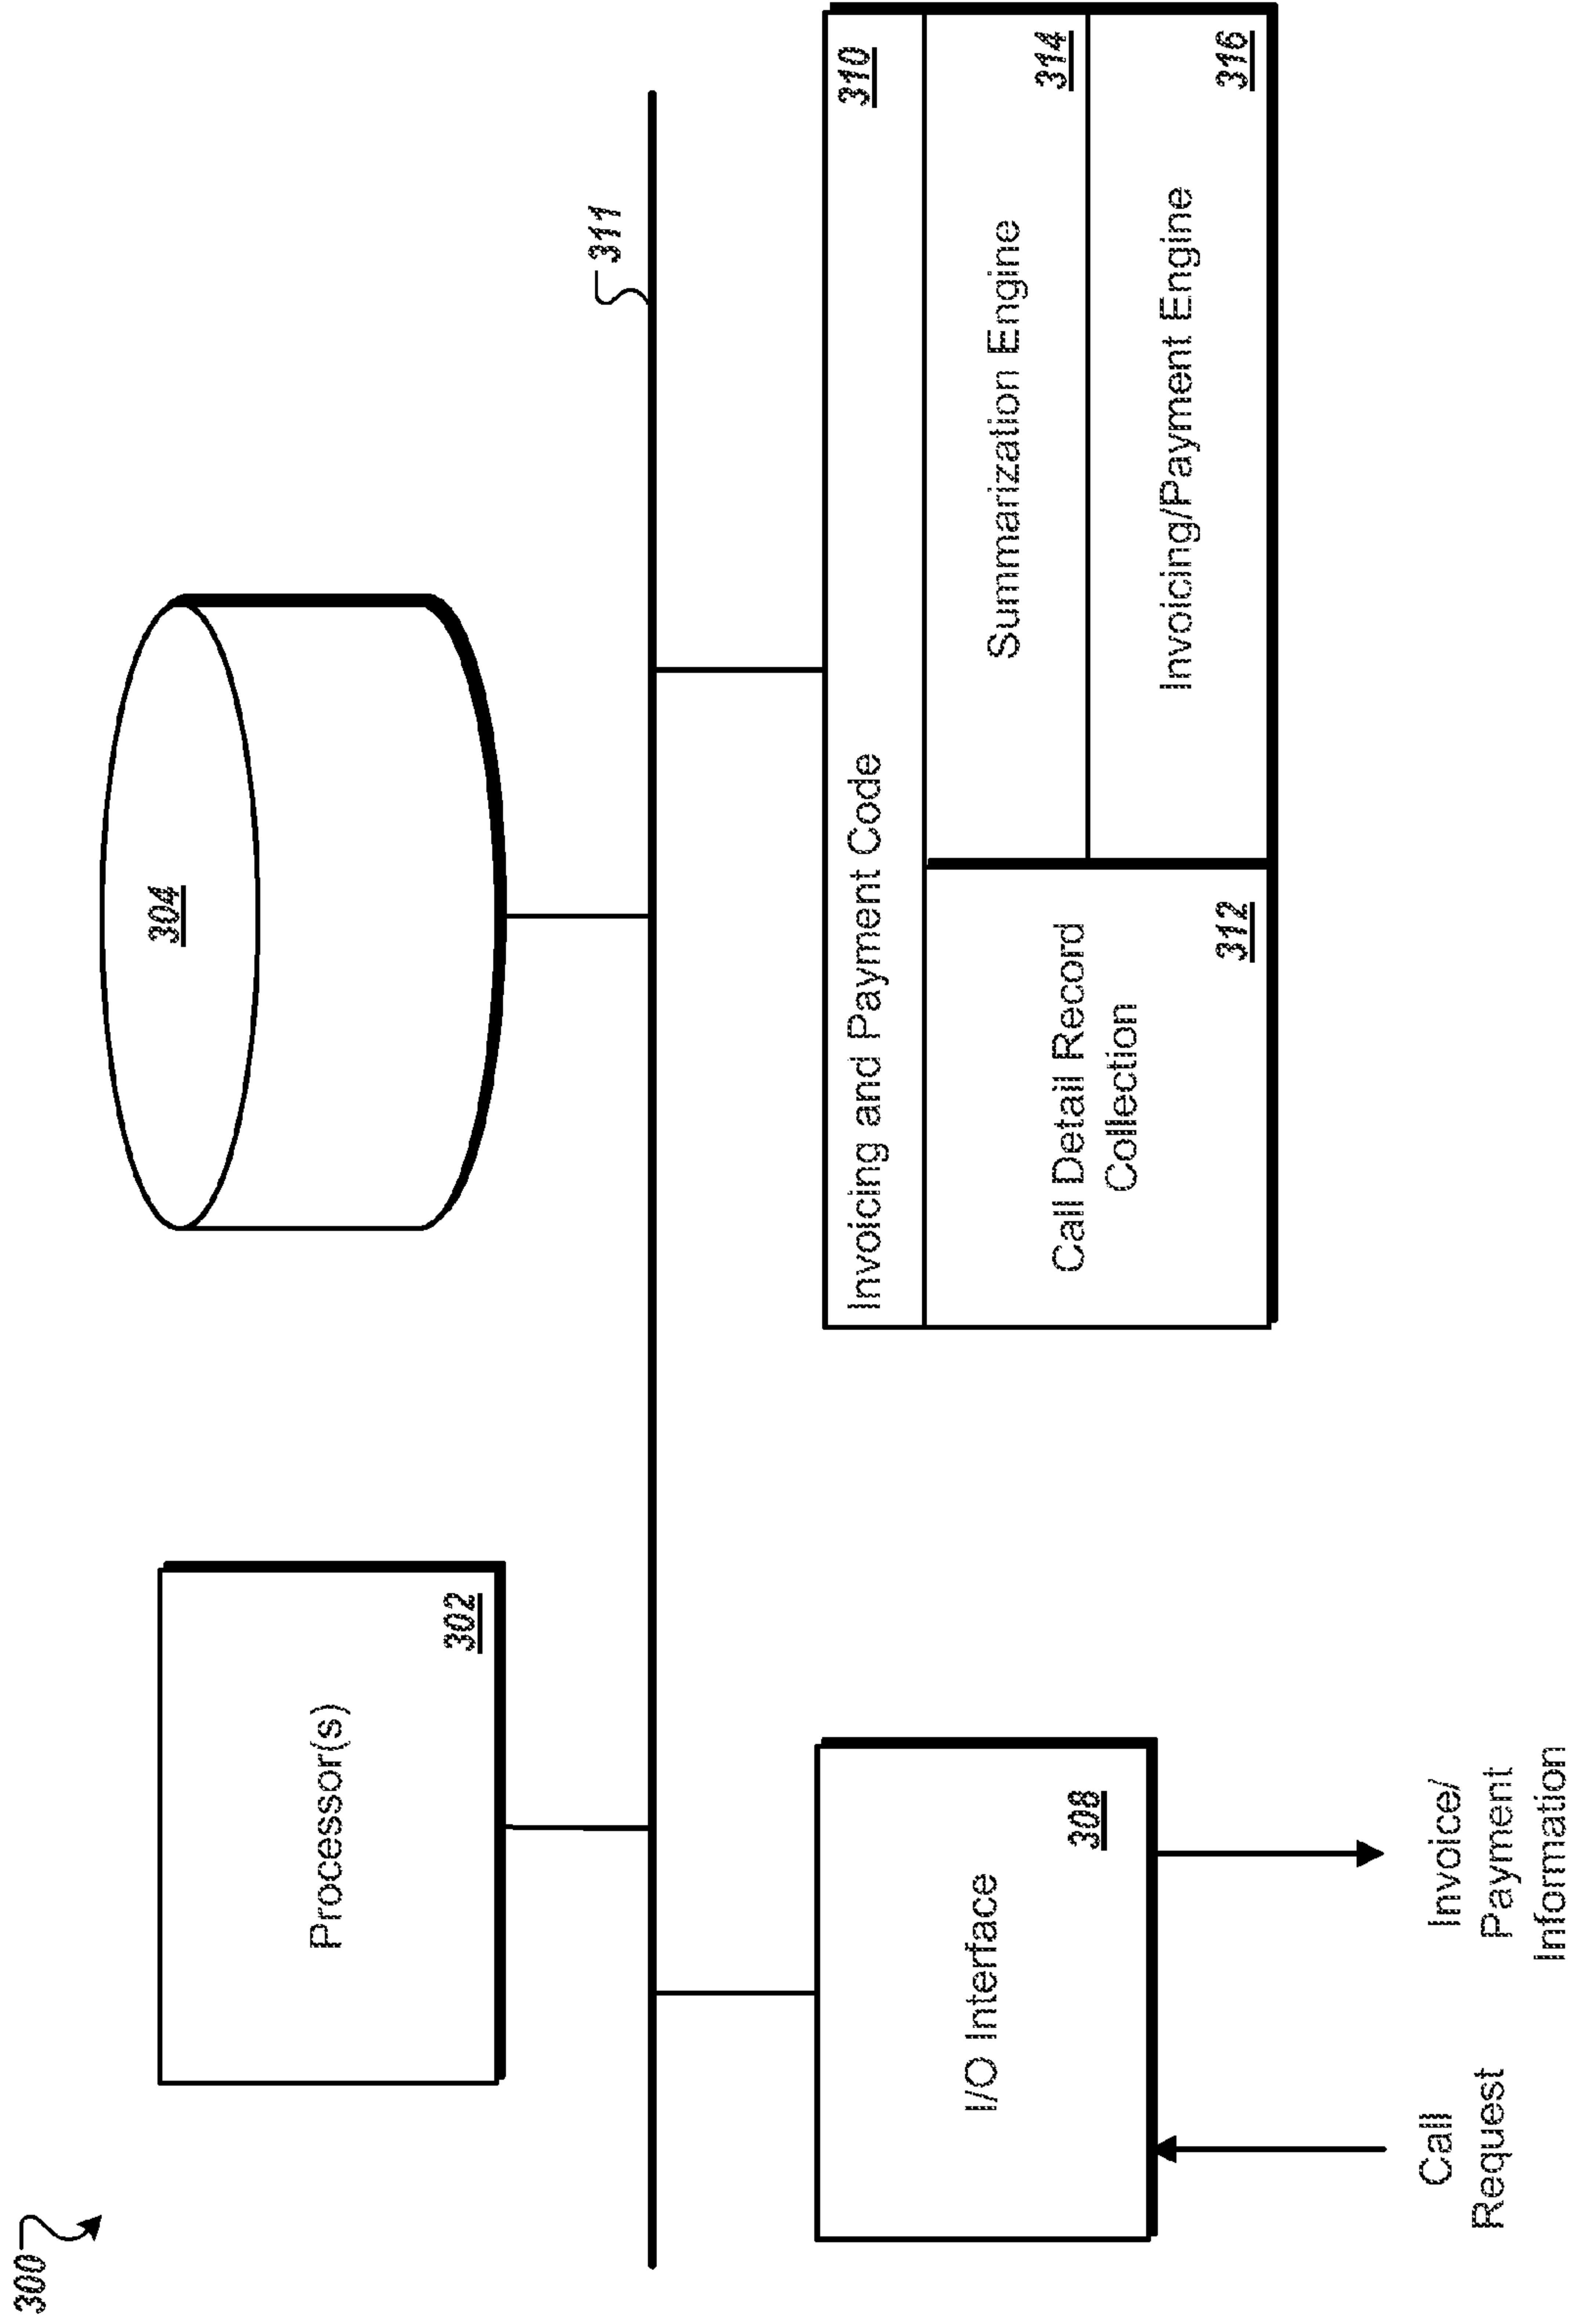 300
Processor(s)
302
304
311
I/O Interface
308
Call
Request
Invoice/
Payment
Information
Invoicing and Payment Code
310
Call Detail Record
Collection
312
Summarization Engine
314
Invoicing/Payment Engine
316